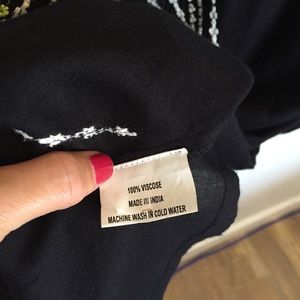 100% VISCOSE
MADE IN INDIA
MACHINE WASH IN COLD WATER